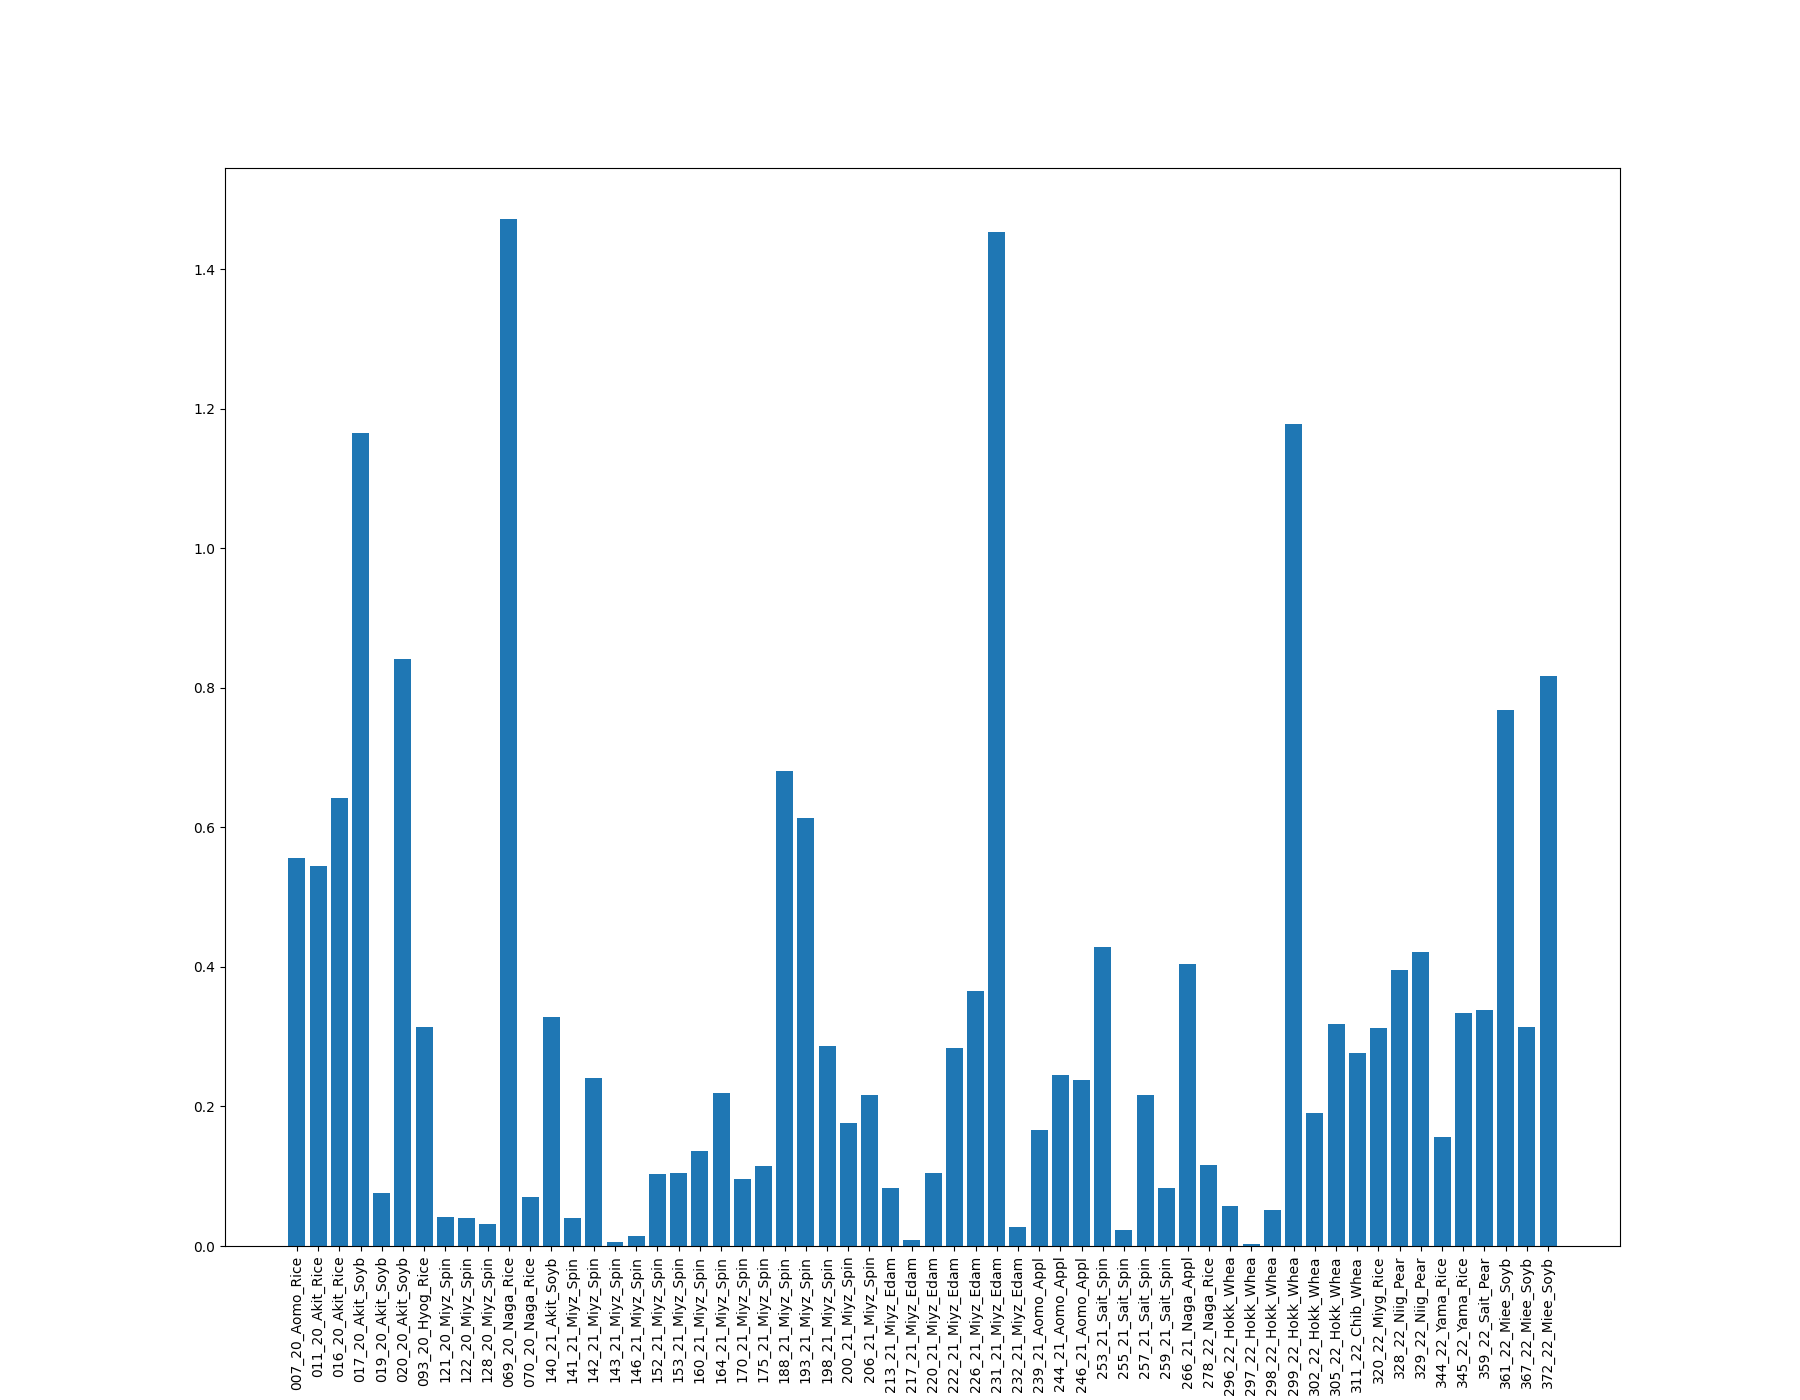 1.4
1.2
1.0
0.8
0.6
0.4
0.2
0.0
007_20_Aomo_Rice
011_20_Akit_Rice
016_20_Akit_Rice
017_20_Akit_Soyb
019_20_Akit_Soyb
020_20_Akit_Soyb
093_20_Hyog_Rice
121_20_Miyz_Spin
122_20_Miyz_Spin
128_20_Miyz_Spin
069_20_Naga_Rice
070_20_Naga_Rice
140_21_Akit_Soyb
141_21_Miyz_Spin
142_21_Miyz_Spin
143_21_Miyz_Spin
146_21_Miyz_Spin
152_21_Miyz_Spin
153_21_Miyz_Spin
160_21_Miyz_Spin
164_21_Miyz_Spin
170_21_Miyz_Spin
175_21_Miyz_Spin
188_21_Miyz_Spin
193_21_Miyz_Spin
198_21_Miyz_Spin
200_21_Miyz_Spin
206_21_Miyz_Spin
213_21_Miyz_Edam
217_21_Miyz_Edam
220_21_Miyz_Edam
222_21_Miyz_Edam
226_21_Miyz_Edam
231_21_Miyz_Edam
232_21_Miyz_Edam
239_21_Aomo_Appl
244_21_Aomo_Appl
246_21_Aomo_Appl
253_21_Sait_Spin
255_21_Sait_Spin
257_21_Sait_Spin
259_21_Sait_Spin
266_21_Naga_Appl
278_22_Naga_Rice
296_22_Hokk_Whea
297_22_Hokk_Whea
298_22_Hokk_Whea
299_22_Hokk_Whea
302_22_Hokk_Whea
305_22_Hokk_Whea
311_22_Chib_Whea
320_22_Miyg_Rice
328_22_Niig_Pear
329_22_Niig_Pear
344_22_Yama_Rice
345_22_Yama_Rice
359_22_Sait_Pear
361_22_Miee_Soyb
367_22_Miee_Soyb
372_22_Miee_Soyb